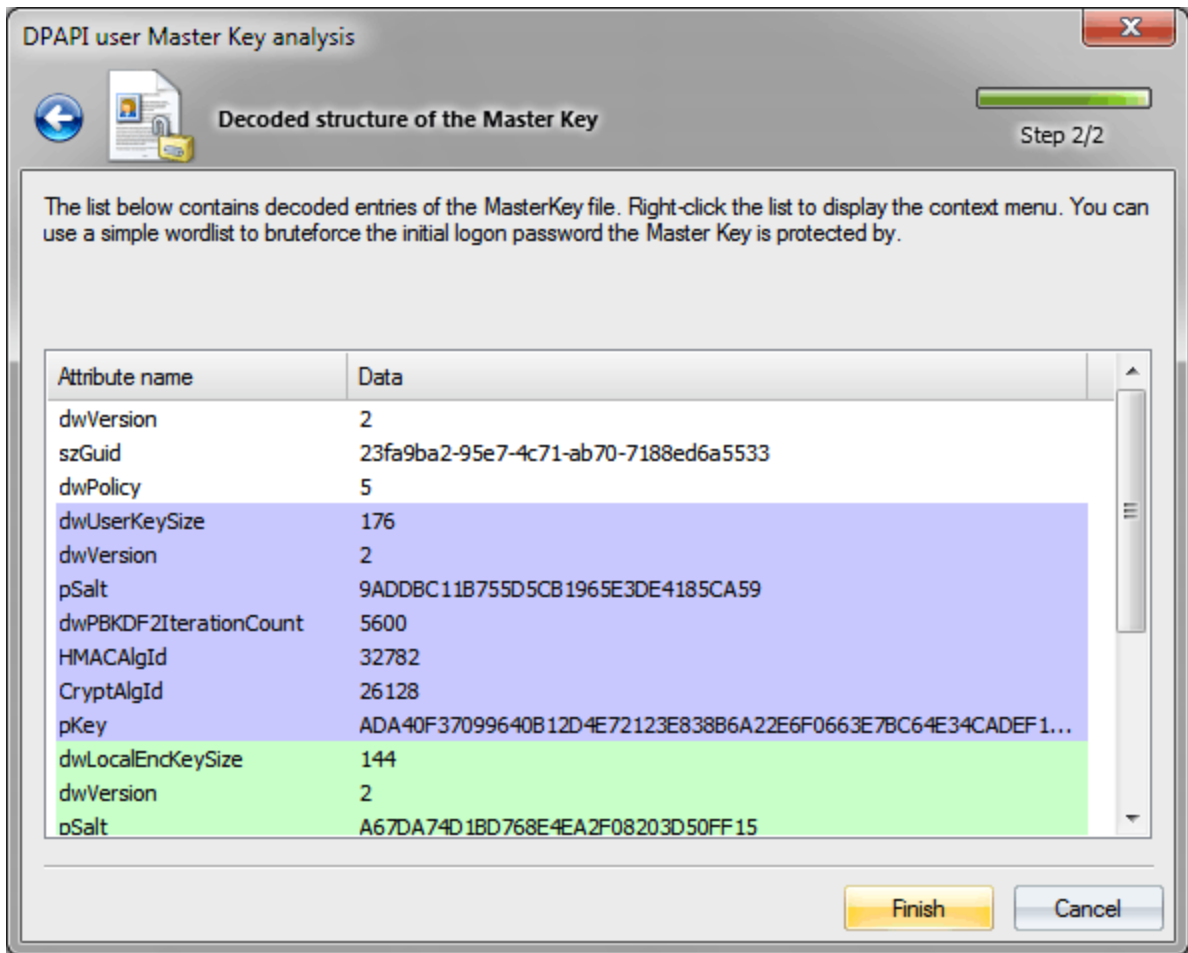 DPAPI user Master Key analysis
Decoded structure of the Master Key
Step 2/2
The list below contains decoded entries of the MasterKey file. Right-click the list to display the context menu. You can
use a simple wordlist to bruteforce the initial logon password the Master Key is protected by.
Attribute name Data
dwVersion 2
szGuid 23fa9ba2-95e7-4c71-ab70-7188ed6a5533
dwPolicy 5
dwUserKeySize 176
dwVersion 2
pSalt 9ADDBC11B755D5CB1965E3DE4185CA59
dwPBKDF2IterationCount 5600
HMACAlgId 32782
CryptAlgId 26128
pKey ADA40F37099640B12D4E72123E838B6A22E6F0663E7BC64E34CADEF1...
dwLocalEncKeySize 144
dwVersion 2
pSalt A67DA74D1BD768E4EA2F08203D50FF15
Finish Cancel